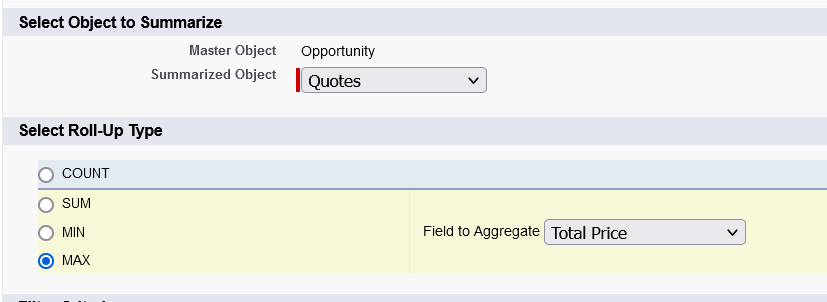 Select Object to Summarize
Master Object Opportunity
Summarized Object Quotes
Select Roll-Up Type
COUNT
SUM
MIN
Field to Aggregate Total Price
MAX